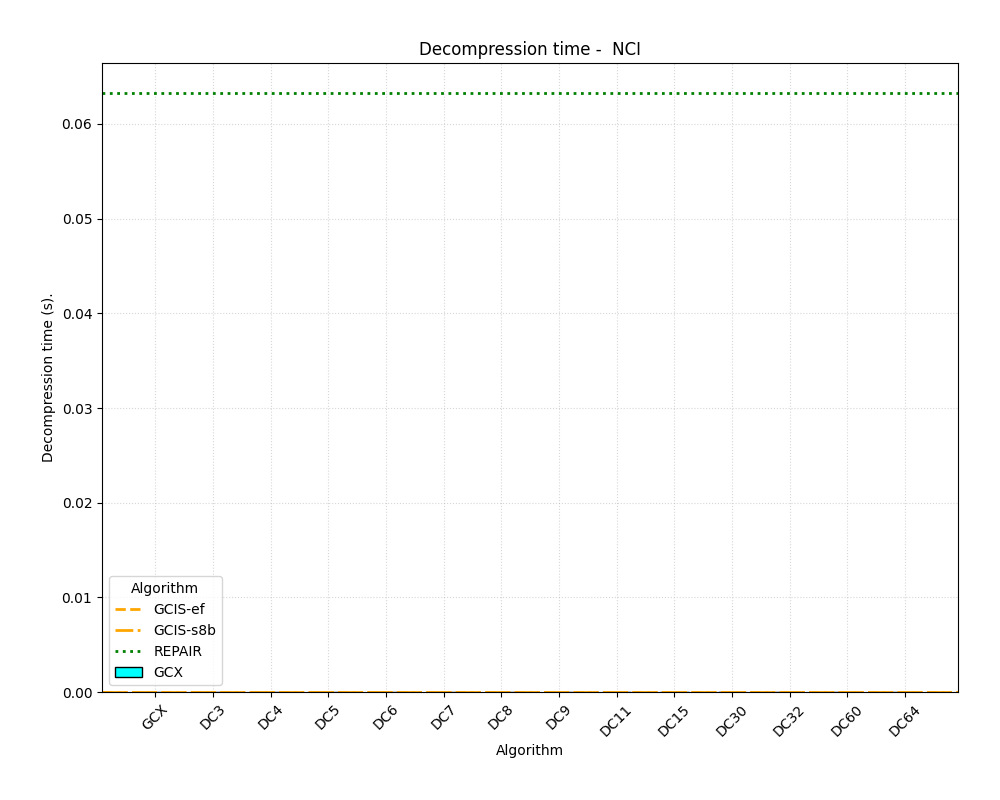 Decompression time -  NCI
0.06
0.05
0.04
0.03
0.02
0.01
0.00
Decompression time (s).
Algorithm
GCIS-ef
GCIS-s8b
REPAIR
GCX
GCX
DC3
DC4
DC5
DC6
DC7
DC8
DC9
DC11
DC15
DC30
DC32
DC60
DC64
Algorithm